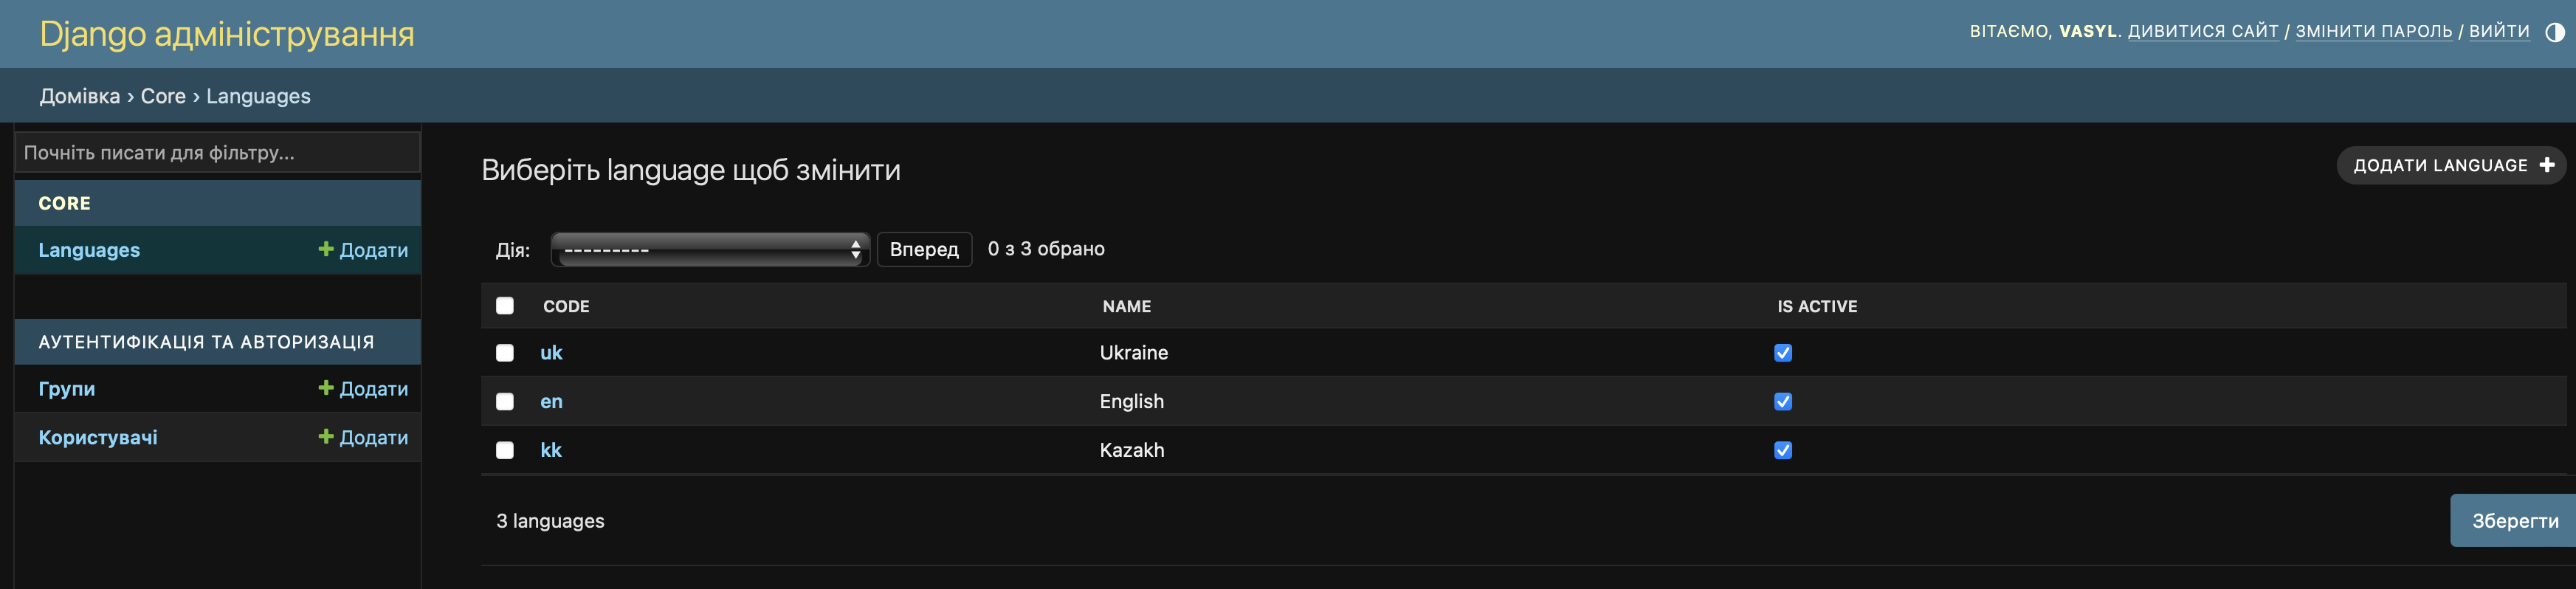 Django адміністрування
ВІТАЄМО, VASYL. ДИВИТИСЯ САЙТ / ЗМІНИТИ ПАРОЛЬ / ВИЙТИ
Домівка › Core › Languages
Почніть писати для фільтру...
CORE
Languages + Додати
АУТЕНТИФІКАЦІЯ ТА АВТОРИЗАЦІЯ
Групи + Додати
Користувачі + Додати
Виберіть language щоб змінити
ДОДАТИ LANGUAGE +
Дія: --------- Вперед 0 з 3 обрано
CODE NAME IS ACTIVE
uk Ukraine
en English
kk Kazakh
3 languages
Зберегти